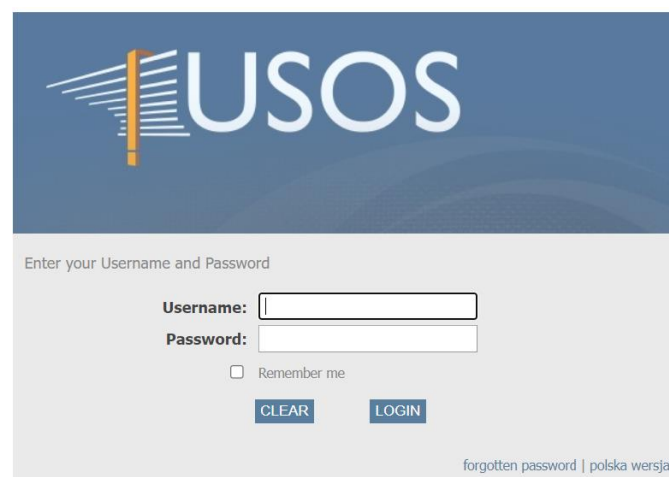 USOS
Enter your Username and Password
Username:
Password:
Remember me
CLEAR LOGIN
forgotten password | polska wersja